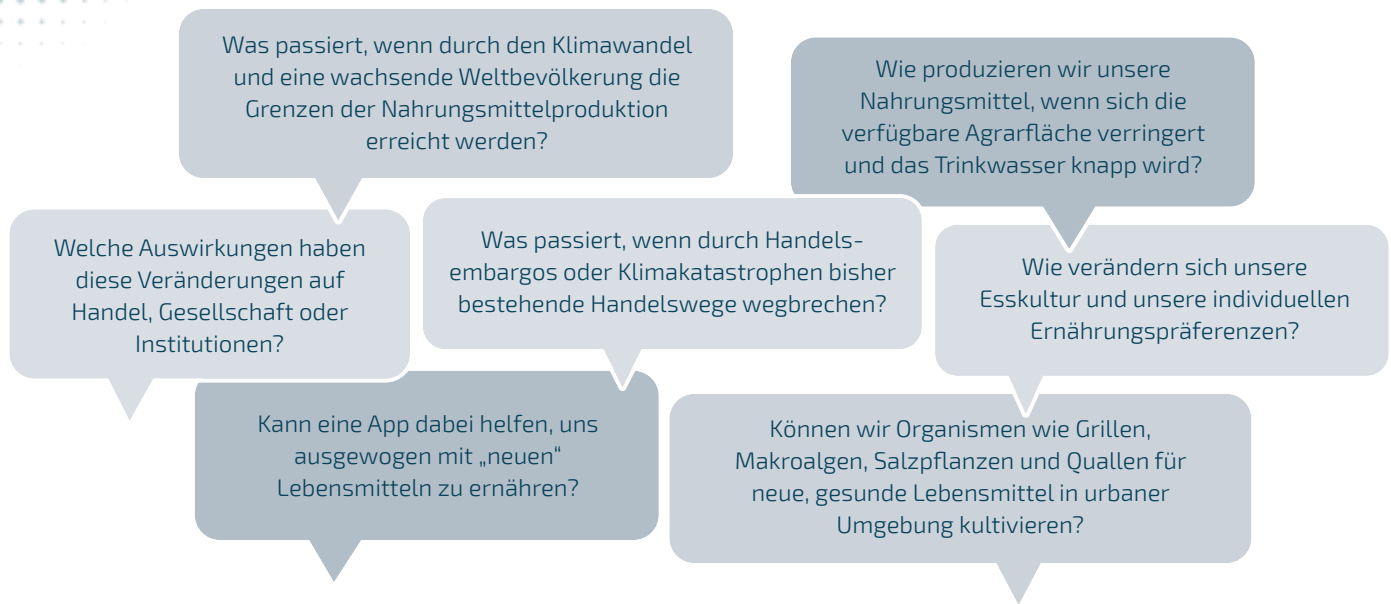 Was passiert, wenn durch den Klimawandel
und eine wachsende Weltbevölkerung die
Grenzen der Nahrungsmittelproduktion
erreicht werden?
Wie produzieren wir unsere
Nahrungsmittel, wenn sich die
verfügbare Agrarfläche verringert
und das Trinkwasser knapp wird?
Welche Auswirkungen haben
diese Veränderungen auf
Handel, Gesellschaft oder
Institutionen?
Was passiert, wenn durch Handels-
embargos oder Klimakatastrophen bisher
bestehende Handelswege wegbrechen?
Wie verändern sich unsere
Esskultur und unsere individuellen
Ernährungspräferenzen?
Kann eine App dabei helfen, uns
ausgewogen mit „neuen“
Lebensmitteln zu ernähren?
Können wir Organismen wie Grillen,
Makroalgen, Salzpflanzen und Quallen für
neue, gesunde Lebensmittel in urbaner
Umgebung kultivieren?